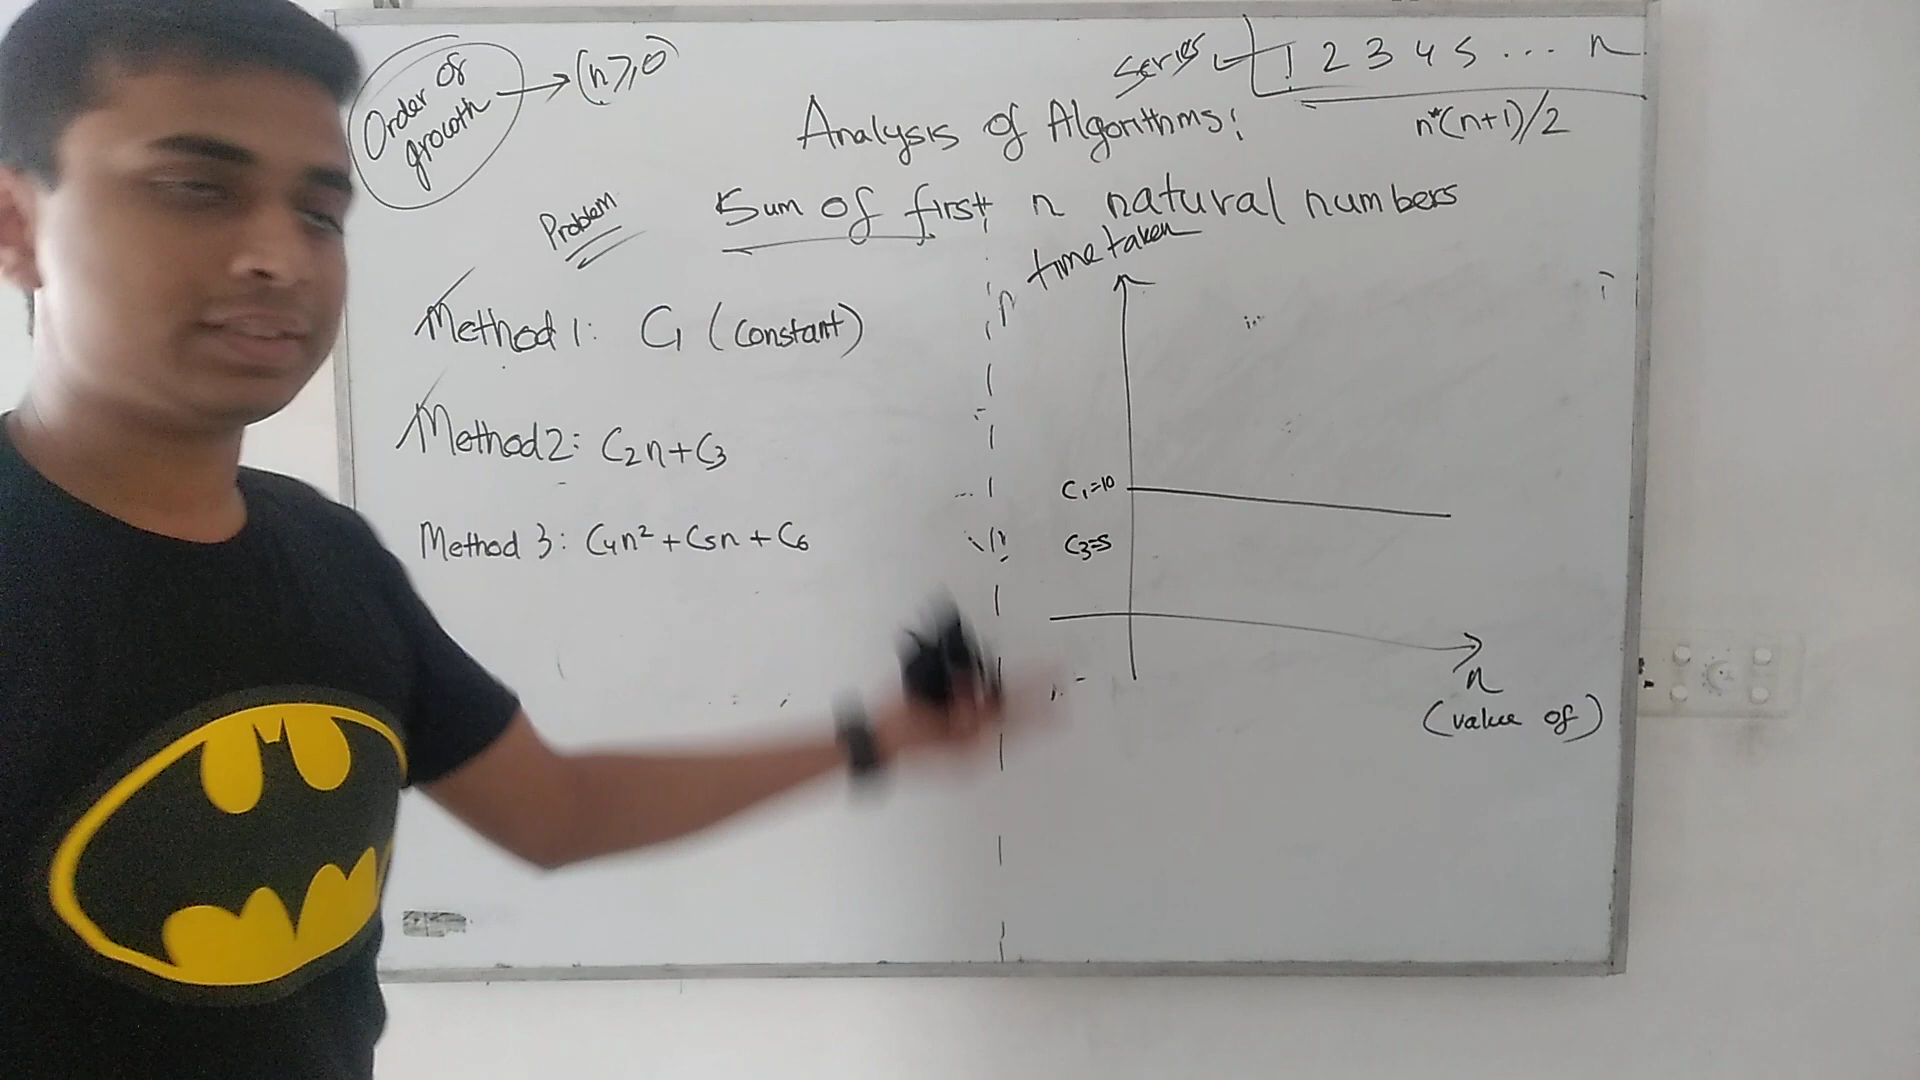 Order of
growth → (n≥0)
Series 1 2 3 4 5 ... n
n*(n+1)/2
Analysis of Algorithms:
Problem
Sum of first n natural numbers
Method 1: C1 (constant)
Method 2: C2n+C3
Method 3: C4n²+C5n+C6
time taken
C1=10
C3=5
n
(value of)